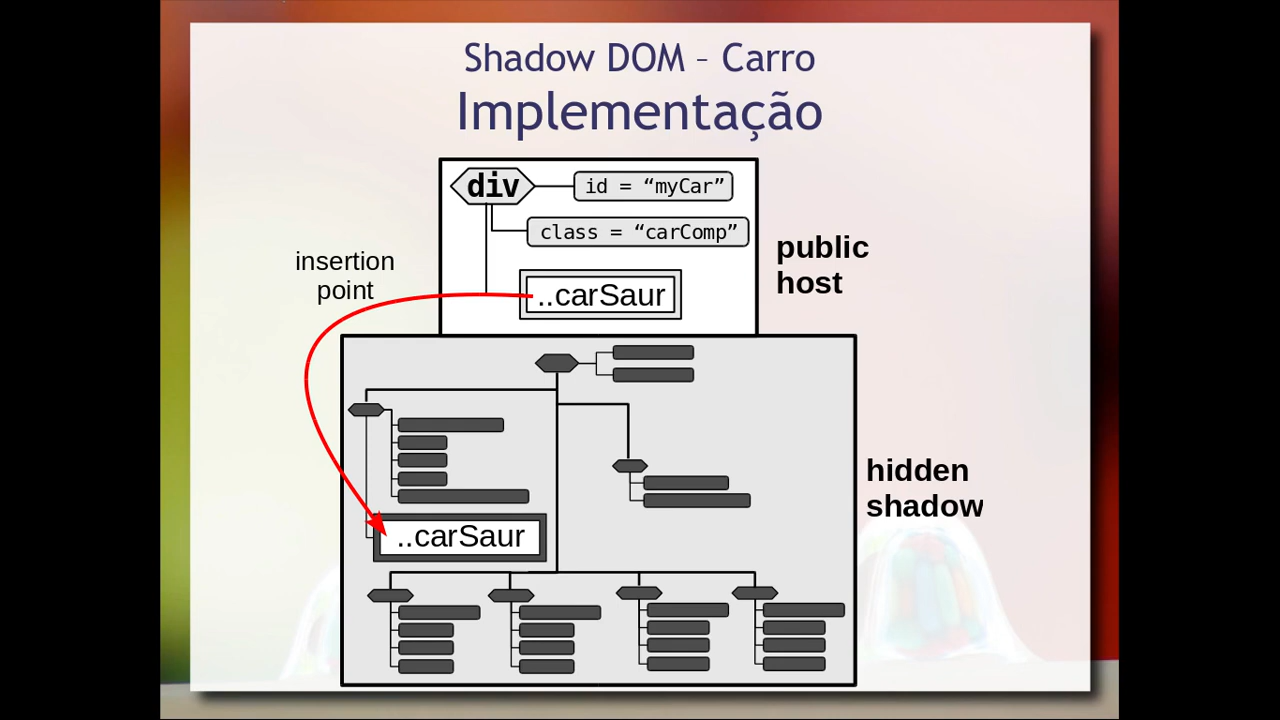 Shadow DOM – Carro
Implementação
div
id = “myCar”
class = “carComp”
..carSaur
public
host
insertion
point
..carSaur
hidden
shadow